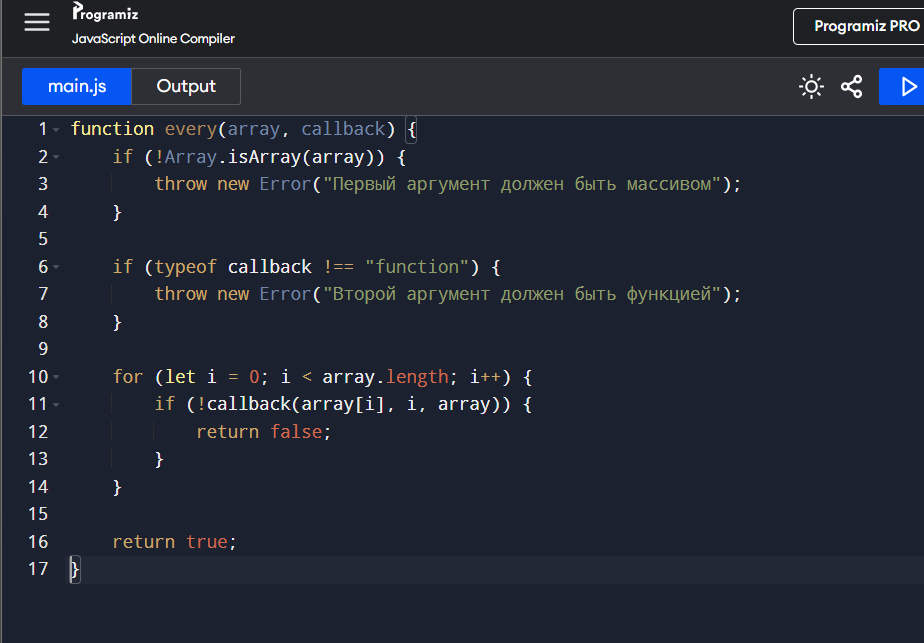 Programiz
JavaScript Online Compiler
Programiz PRO
main.js
Output
1 function every(array, callback) {
2     if (!Array.isArray(array)) {
3         throw new Error("Первый аргумент должен быть массивом");
4     }
5
6     if (typeof callback !== "function") {
7         throw new Error("Второй аргумент должен быть функцией");
8     }
9
10     for (let i = 0; i < array.length; i++) {
11         if (!callback(array[i], i, array)) {
12             return false;
13         }
14     }
15
16     return true;
17 }